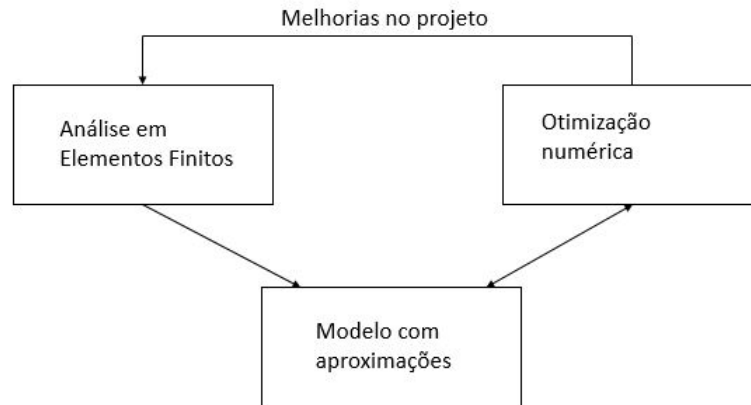 Melhorias no projeto
Análise em
Elementos Finitos
Otimização
numérica
Modelo com
aproximações